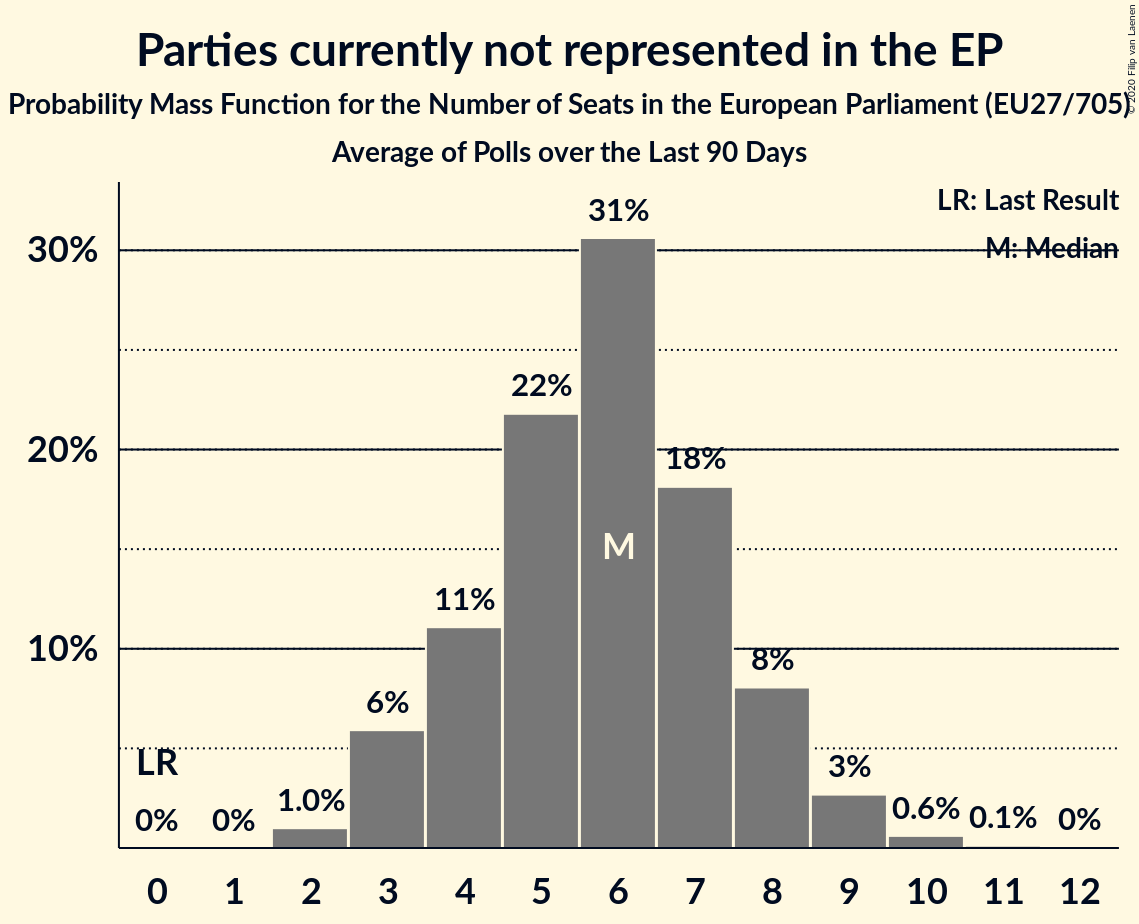 Parties currently not represented in the EP
Probability Mass Function for the Number of Seats in the European Parliament (EU27/705)
Average of Polls over the Last 90 Days
© 2020 Filip van Laenen
LR: Last Result
M: Median
30%
20%
10%
31%
22%
18%
M
11%
8%
6%
LR
3%
0% 0% 1.0% 0.6% 0.1% 0%
0 1 2 3 4 5 6 7 8 9 10 11 12